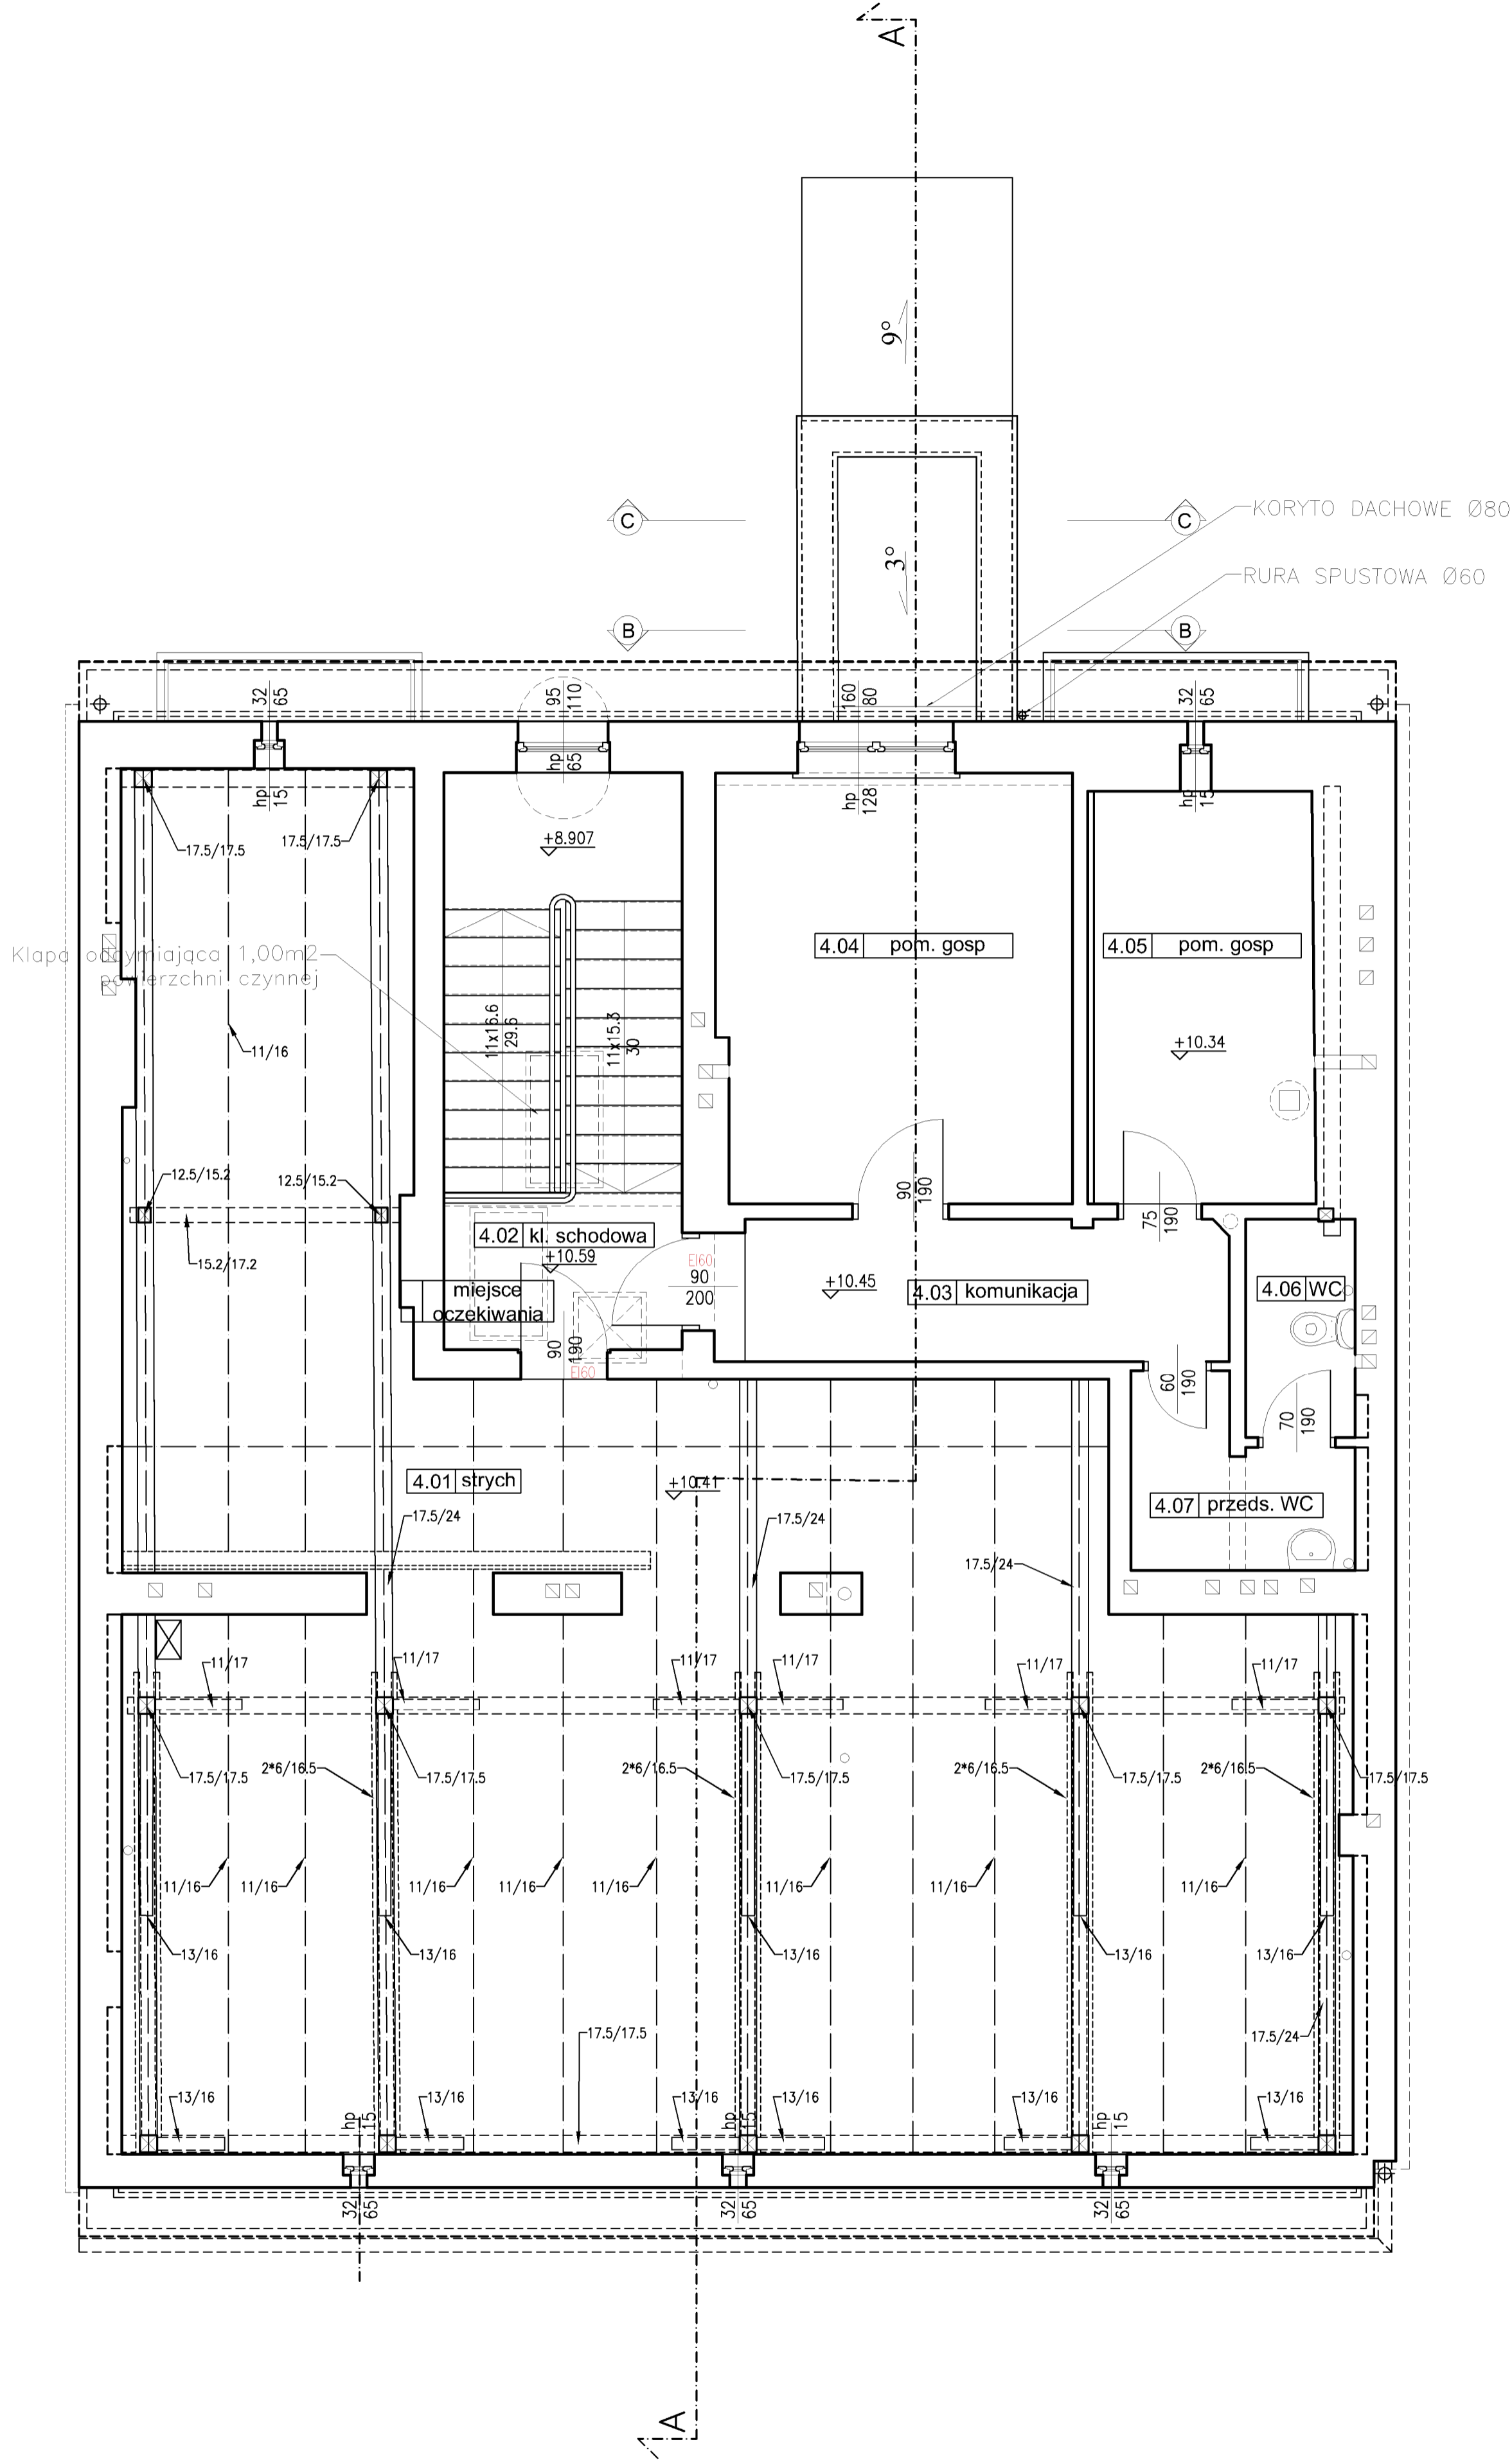 A
9°
C
C
KORYTO DACHOWE Ø80
3°
RURA SPUSTOWA Ø60
B
B
32
65
95
110
160
80
32
65
hp
15
hp
65
hp
128
hp
15
17.5/17.5
17.5/17.5
+8.907
4.04 pom. gosp
4.05 pom. gosp
Klapa oddymiająca 1,00m2
powierzchni czynnej
11/16
11x16.6
29.6
11x15.3
30
+10.34
12.5/15.2
12.5/15.2
90
190
75
190
15.2/17.2
4.02 kl. schodowa
+10.59
EI60
90
200
+10.45
4.03 komunikacja
4.06 WC
miejsce
oczekiwania
90
190
EI60
60
190
70
190
4.01 strych
+10.41
4.07 przeds. WC
17.5/24
17.5/24
17.5/24
11/17
11/17
11/17
11/17
11/17
11/17
17.5/17.5
2*6/16.5
17.5/17.5
2*6/16.5
17.5/17.5
2*6/16.5
17.5/17.5
2*6/16.5
17.5/17.5
11/16
11/16
11/16
11/16
11/16
11/16
11/16
11/16
13/16
13/16
13/16
13/16
13/16
17.5/17.5
17.5/24
13/16
13/16
13/16
13/16
13/16
13/16
hp
15
hp
15
hp
15
32
65
32
65
32
65
A